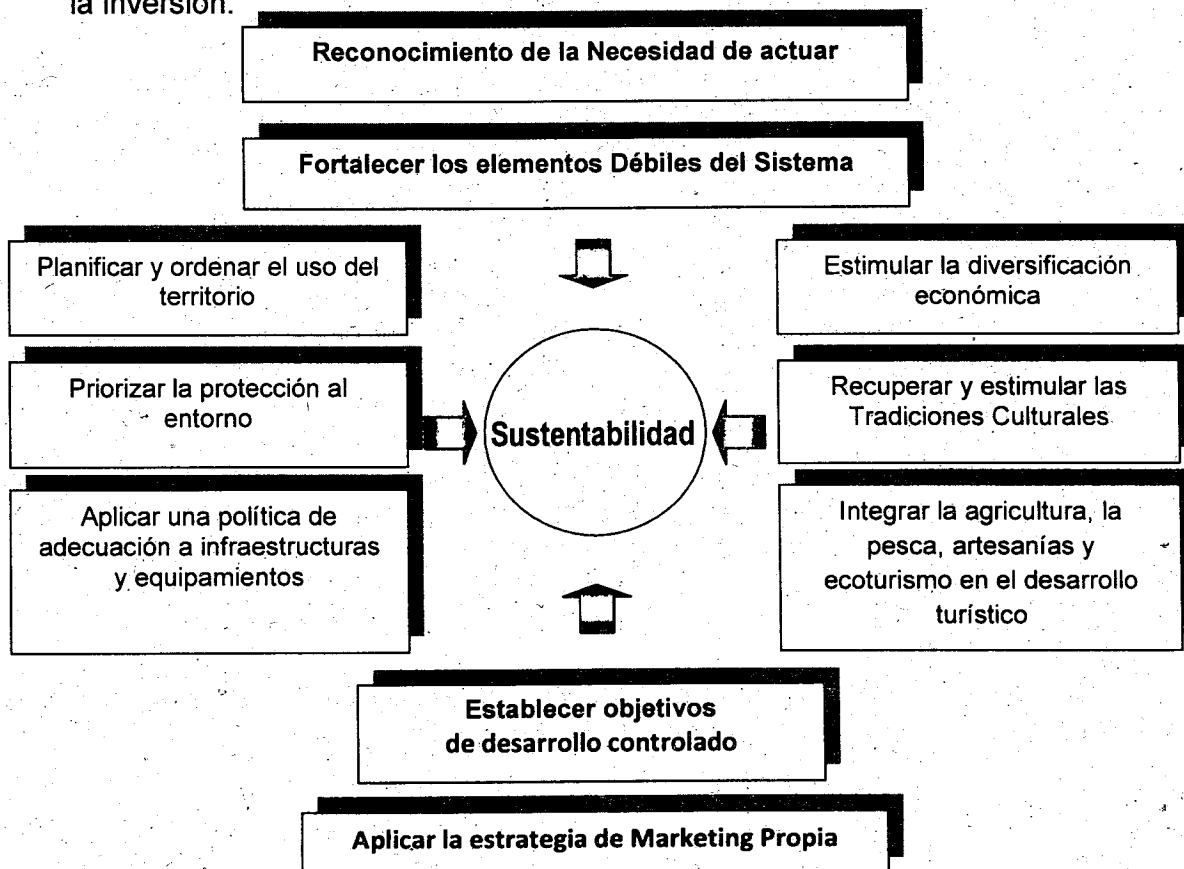 la inversión.
Reconocimiento de la Necesidad de actuar
Fortalecer los elementos Débiles del Sistema
Planificar y ordenar el uso del
territorio
Priorizar la protección al
entorno
Aplicar una política de
adecuación a infraestructuras
y equipamientos
Sustentabilidad
Estimular la diversificación
económica
Recuperar y estimular las
Tradiciones Culturales
Integrar la agricultura, la
pesca, artesanías y
ecoturismo en el desarrollo
turístico
Establecer objetivos
de desarrollo controlado
Aplicar la estrategia de Marketing Propia